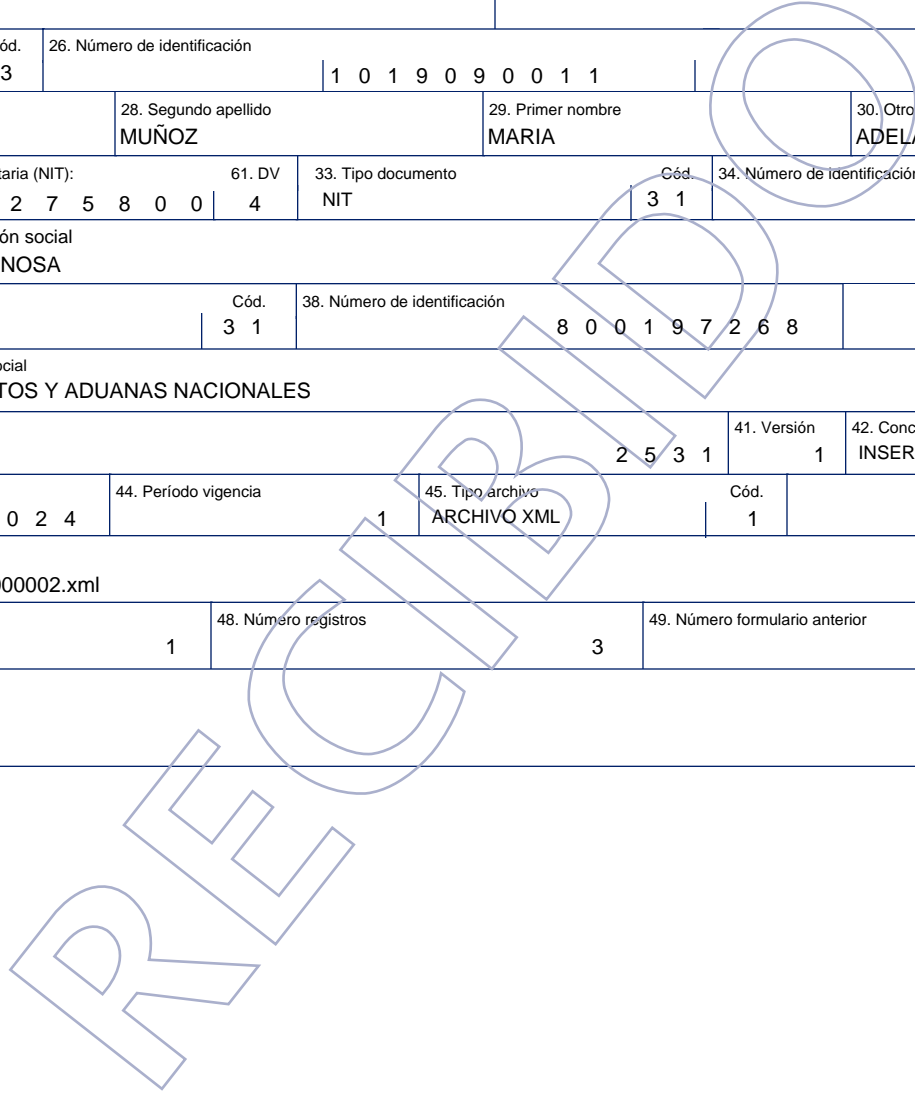 ód. 26. Número de identificación
3 1 0 1 9 0 9 0 0 1 1
28. Segundo apellido 29. Primer nombre 30. Otro
MUÑOZ MARIA ADELA
taria (NIT): 61. DV 33. Tipo documento Cód. 34. Número de identificación
2 7 5 8 0 0 4 NIT 3 1
ón social
NOSA
Cód. 38. Número de identificación
3 1 8 0 0 1 9 7 2 6 8
ocial
TOS Y ADUANAS NACIONALES
41. Versión 42. Conc
2 5 3 1 1 INSER
44. Período vigencia 45. Tipo archivo Cód.
0 2 4 1 ARCHIVO XML 1
000002.xml
48. Número registros 49. Número formulario anterior
1 3
RECIBIDO